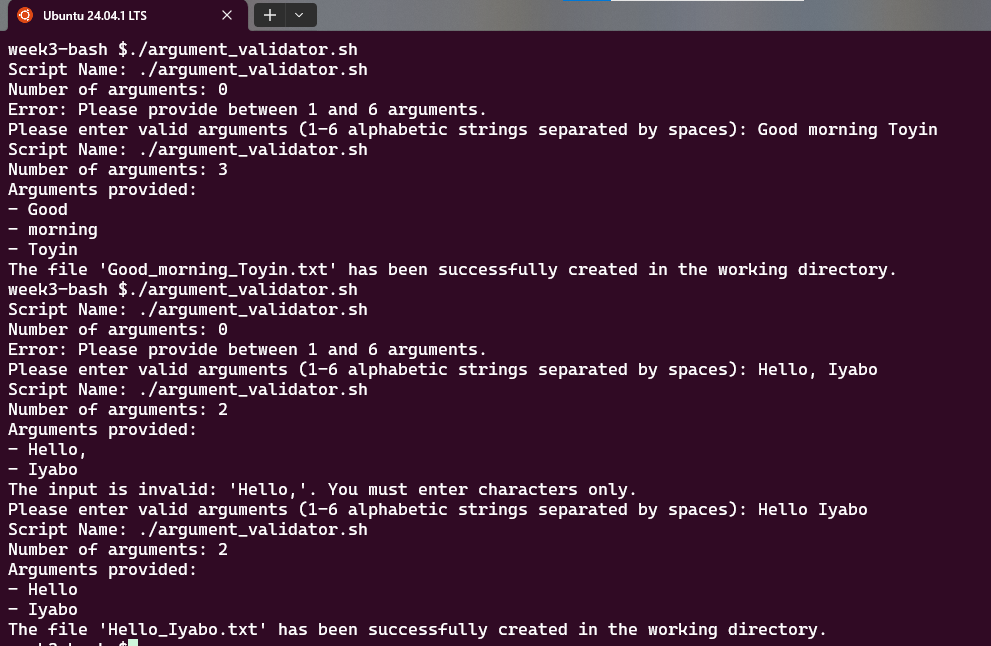 Ubuntu 24.04.1 LTS
week3-bash $./argument_validator.sh
Script Name: ./argument_validator.sh
Number of arguments: 0
Error: Please provide between 1 and 6 arguments.
Please enter valid arguments (1-6 alphabetic strings separated by spaces): Good morning Toyin
Script Name: ./argument_validator.sh
Number of arguments: 3
Arguments provided:
- Good
- morning
- Toyin
The file 'Good_morning_Toyin.txt' has been successfully created in the working directory.
week3-bash $./argument_validator.sh
Script Name: ./argument_validator.sh
Number of arguments: 0
Error: Please provide between 1 and 6 arguments.
Please enter valid arguments (1-6 alphabetic strings separated by spaces): Hello, Iyabo
Script Name: ./argument_validator.sh
Number of arguments: 2
Arguments provided:
- Hello,
- Iyabo
The input is invalid: 'Hello,'. You must enter characters only.
Please enter valid arguments (1-6 alphabetic strings separated by spaces): Hello Iyabo
Script Name: ./argument_validator.sh
Number of arguments: 2
Arguments provided:
- Hello
- Iyabo
The file 'Hello_Iyabo.txt' has been successfully created in the working directory.
week3-bash $